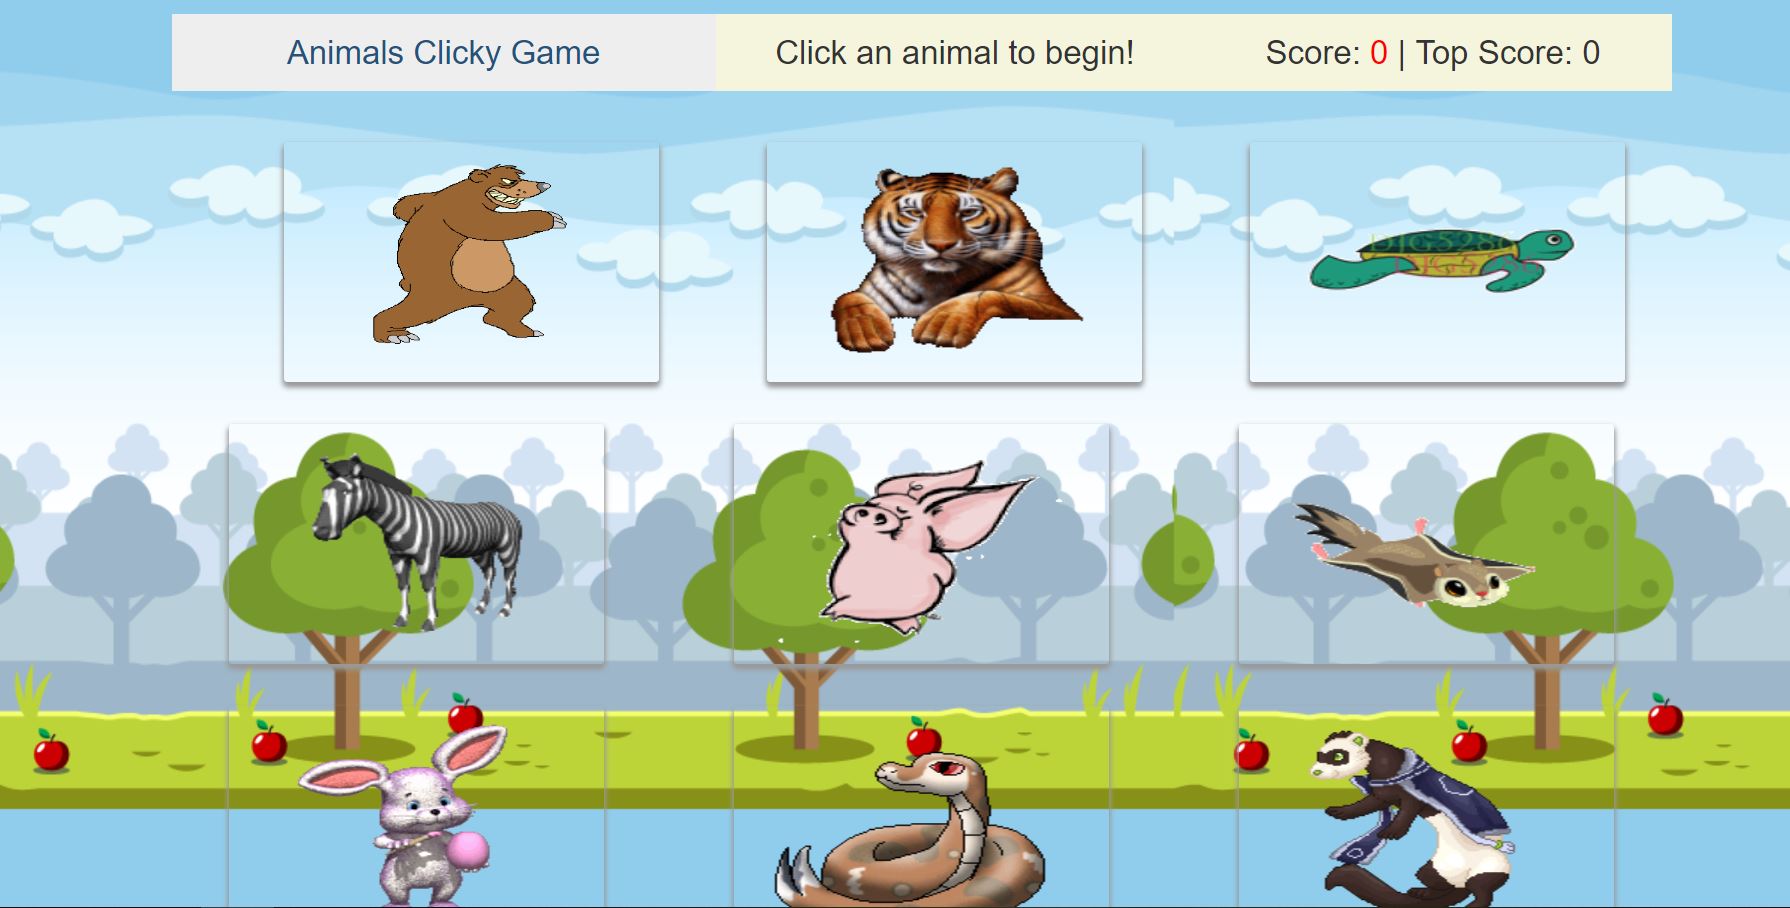 Animals Clicky Game
Click an animal to begin!
Score: 0 | Top Score: 0